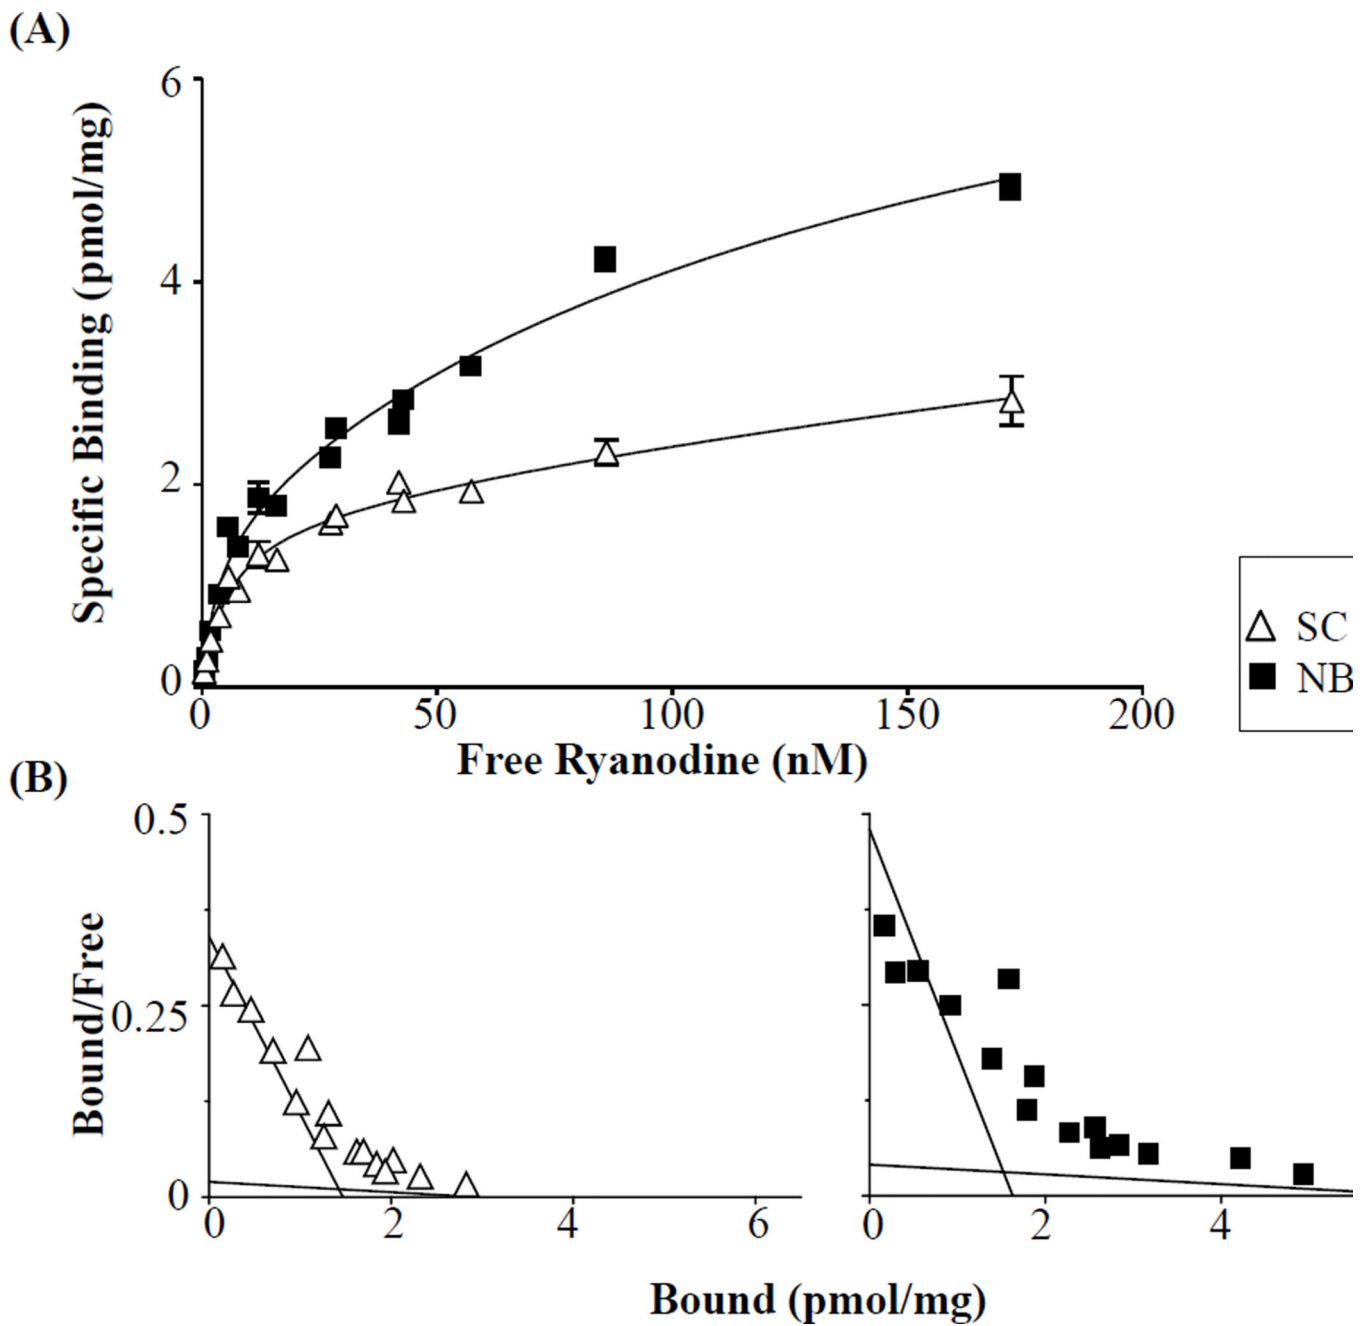 (A)
Specific Binding (pmol/mg)
6
4
2
0
0 50 100 150 200
Free Ryanodine (nM)
SC
NB
(B)
Bound/Free
0.5
0.25
0
0 2 4 6
0 2 4
Bound (pmol/mg)